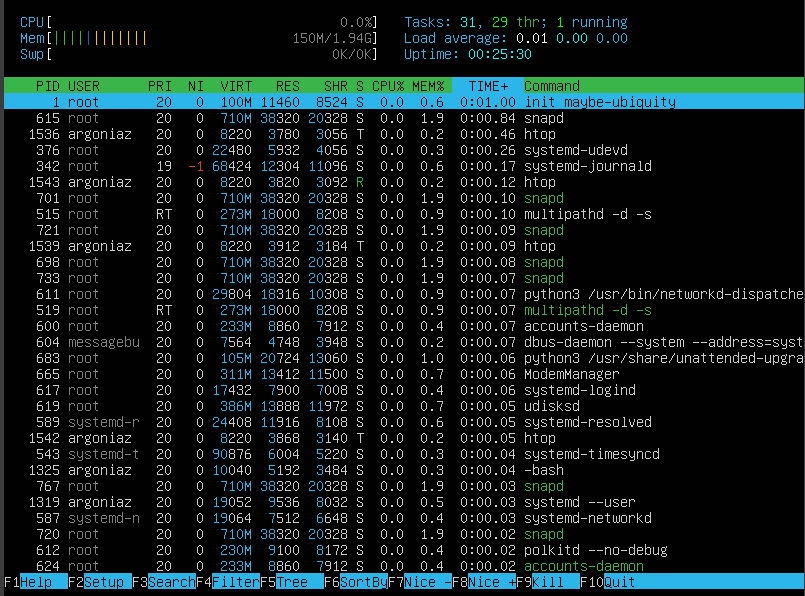 CPU[ 0.0%] Tasks: 31, 29 thr; 1 running
Mem[|||||||||||| 150M/1.94G] Load average: 0.01 0.00 0.00
Swp[ 0K/0K] Uptime: 00:25:30
PID USER PRI NI VIRT RES SHR S CPU% MEM% TIME+ Command
1 root 20 0 100M 11460 8524 S 0.0 0.6 0:01.00 init maybe-ubiquity
615 root 20 0 710M 38320 20328 S 0.0 1.9 0:00.84 snapd
1536 argoniaz 20 0 8220 3780 3056 T 0.0 0.2 0:00.46 htop
376 root 20 0 22480 5932 4056 S 0.0 0.3 0:00.26 systemd-udevd
342 root 19 -1 68424 12304 11096 S 0.0 0.6 0:00.17 systemd-journald
1543 argoniaz 20 0 8220 3820 3092 R 0.0 0.2 0:00.12 htop
701 root 20 0 710M 38320 20328 S 0.0 1.9 0:00.10 snapd
515 root RT 0 273M 18000 8208 S 0.0 0.9 0:00.10 multipathd -d -s
721 root 20 0 710M 38320 20328 S 0.0 1.9 0:00.09 snapd
1539 argoniaz 20 0 8220 3912 3184 T 0.0 0.2 0:00.09 htop
698 root 20 0 710M 38320 20328 S 0.0 1.9 0:00.08 snapd
733 root 20 0 710M 38320 20328 S 0.0 1.9 0:00.07 snapd
611 root 20 0 29804 18316 10308 S 0.0 0.9 0:00.07 python3 /usr/bin/networkd-dispatche
519 root RT 0 273M 18000 8208 S 0.0 0.9 0:00.07 multipathd -d -s
600 root 20 0 233M 8860 7912 S 0.0 0.4 0:00.07 accounts-daemon
604 messagebu 20 0 7564 4748 3948 S 0.0 0.2 0:00.07 dbus-daemon --system --address=syst
683 root 20 0 105M 20724 13060 S 0.0 1.0 0:00.06 python3 /usr/share/unattended-upgra
665 root 20 0 311M 13412 11500 S 0.0 0.7 0:00.06 ModemManager
617 root 20 0 17432 7900 7008 S 0.0 0.4 0:00.06 systemd-logind
619 root 20 0 386M 13888 11972 S 0.0 0.7 0:00.05 udisksd
589 systemd-r 20 0 24408 11916 8108 S 0.0 0.6 0:00.05 systemd-resolved
1542 argoniaz 20 0 8220 3868 3140 T 0.0 0.2 0:00.05 htop
543 systemd-t 20 0 90876 6004 5220 S 0.0 0.3 0:00.04 systemd-timesyncd
1325 argoniaz 20 0 10040 5192 3484 S 0.0 0.3 0:00.04 -bash
767 root 20 0 710M 38320 20328 S 0.0 1.9 0:00.03 snapd
1319 argoniaz 20 0 19052 9536 8032 S 0.0 0.5 0:00.03 systemd --user
587 systemd-n 20 0 19064 7512 6648 S 0.0 0.4 0:00.03 systemd-networkd
720 root 20 0 710M 38320 20328 S 0.0 1.9 0:00.02 snapd
612 root 20 0 230M 9100 8172 S 0.0 0.4 0:00.02 polkitd --no-debug
624 root 20 0 233M 8860 7912 S 0.0 0.4 0:00.02 accounts-daemon
F1Help F2Setup F3SearchF4FilterF5Tree F6SortByF7Nice -F8Nice +F9Kill F10Quit